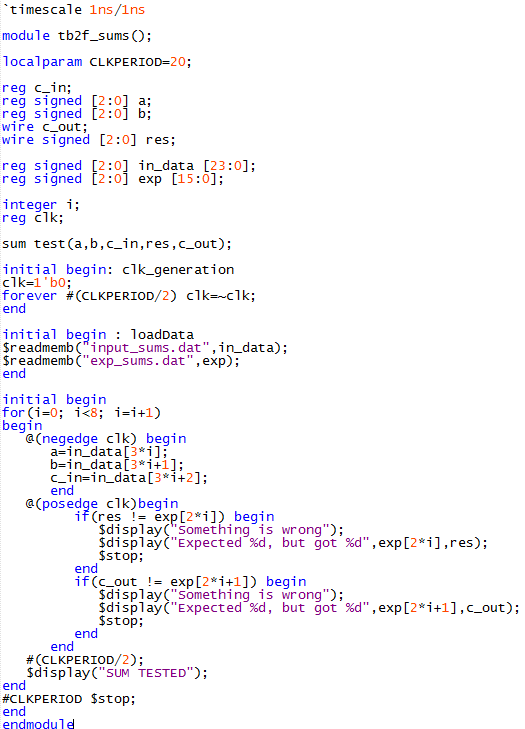 `timescale 1ns/1ns
module tb2f_sums();
localparam CLKPERIOD=20;
reg c_in;
reg signed [2:0] a;
reg signed [2:0] b;
wire c_out;
wire signed [2:0] res;
reg signed [2:0] in_data [23:0];
reg signed [2:0] exp [15:0];
integer i;
reg clk;
sum test(a,b,c_in,res,c_out);
initial begin: clk_generation
clk=1'b0;
forever #(CLKPERIOD/2) clk=~clk;
end
initial begin : loadData
$readmemb("input_sums.dat",in_data);
$readmemb("exp_sums.dat",exp);
end
initial begin
for(i=0; i<8; i=i+1)
begin
@(negedge clk) begin
a=in_data[3*i];
b=in_data[3*i+1];
c_in=in_data[3*i+2];
end
@(posedge clk)begin
if(res != exp[2*i]) begin
$display("Something is wrong");
$display("Expected %d, but got %d",exp[2*i],res);
$stop;
end
if(c_out != exp[2*i+1]) begin
$display("Something is wrong");
$display("Expected %d, but got %d",exp[2*i+1],c_out);
$stop;
end
end
#(CLKPERIOD/2);
$display("SUM TESTED");
end
#CLKPERIOD $stop;
end
endmodule